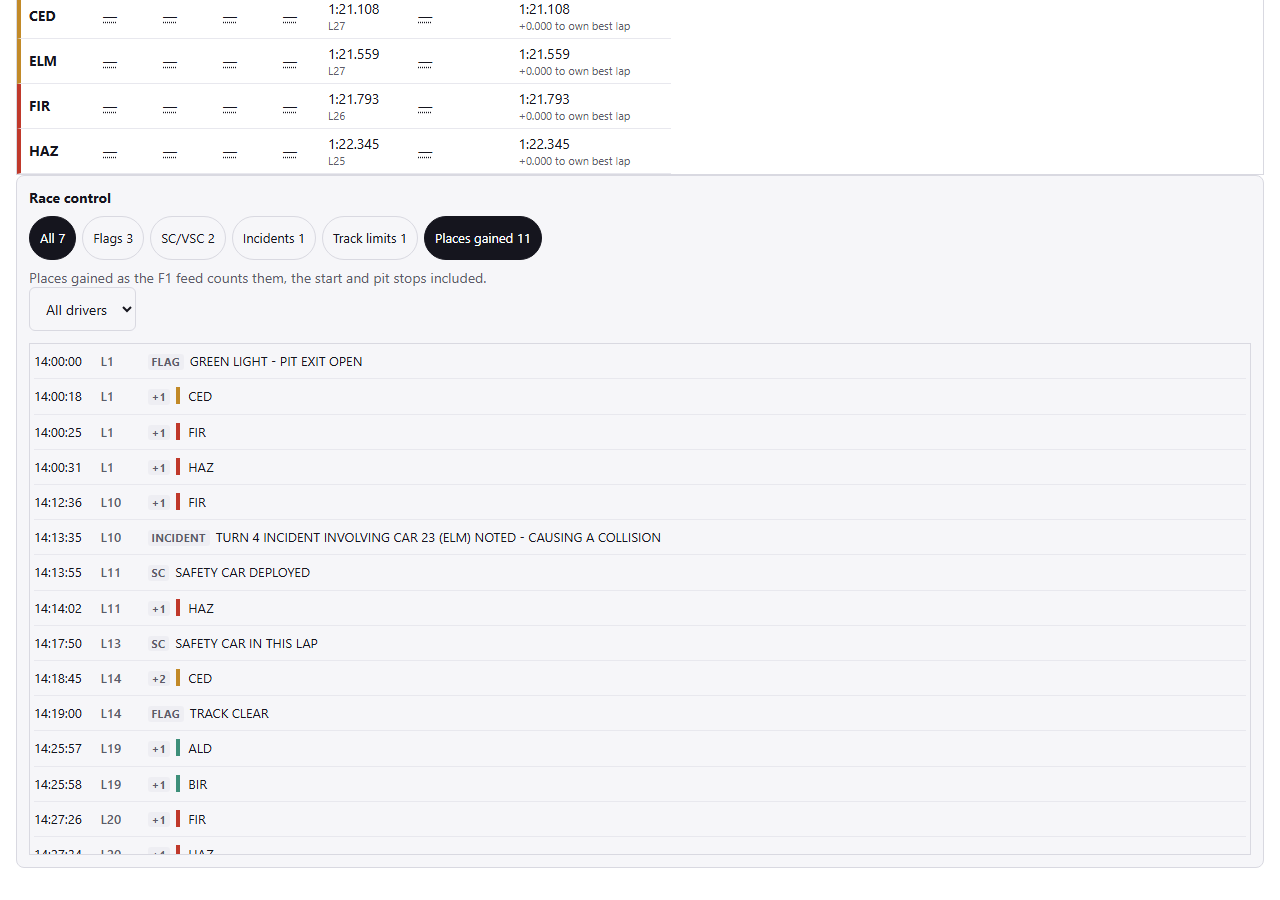 CED — — — — 1:21.108 — 1:21.108
L27 +0.000 to own best lap
ELM — — — — 1:21.559 — 1:21.559
L27 +0.000 to own best lap
FIR — — — — 1:21.793 — 1:21.793
L26 +0.000 to own best lap
HAZ — — — — 1:22.345 — 1:22.345
L25 +0.000 to own best lap
Race control
All 7 Flags 3 SC/VSC 2 Incidents 1 Track limits 1 Places gained 11
Places gained as the F1 feed counts them, the start and pit stops included.
All drivers
14:00:00 L1 FLAG GREEN LIGHT - PIT EXIT OPEN
14:00:18 L1 +1 CED
14:00:25 L1 +1 FIR
14:00:31 L1 +1 HAZ
14:12:36 L10 +1 FIR
14:13:35 L10 INCIDENT TURN 4 INCIDENT INVOLVING CAR 23 (ELM) NOTED - CAUSING A COLLISION
14:13:55 L11 SC SAFETY CAR DEPLOYED
14:14:02 L11 +1 HAZ
14:17:50 L13 SC SAFETY CAR IN THIS LAP
14:18:45 L14 +2 CED
14:19:00 L14 FLAG TRACK CLEAR
14:25:57 L19 +1 ALD
14:25:58 L19 +1 BIR
14:27:26 L20 +1 FIR
14:27:34 L20 +1 HAZ